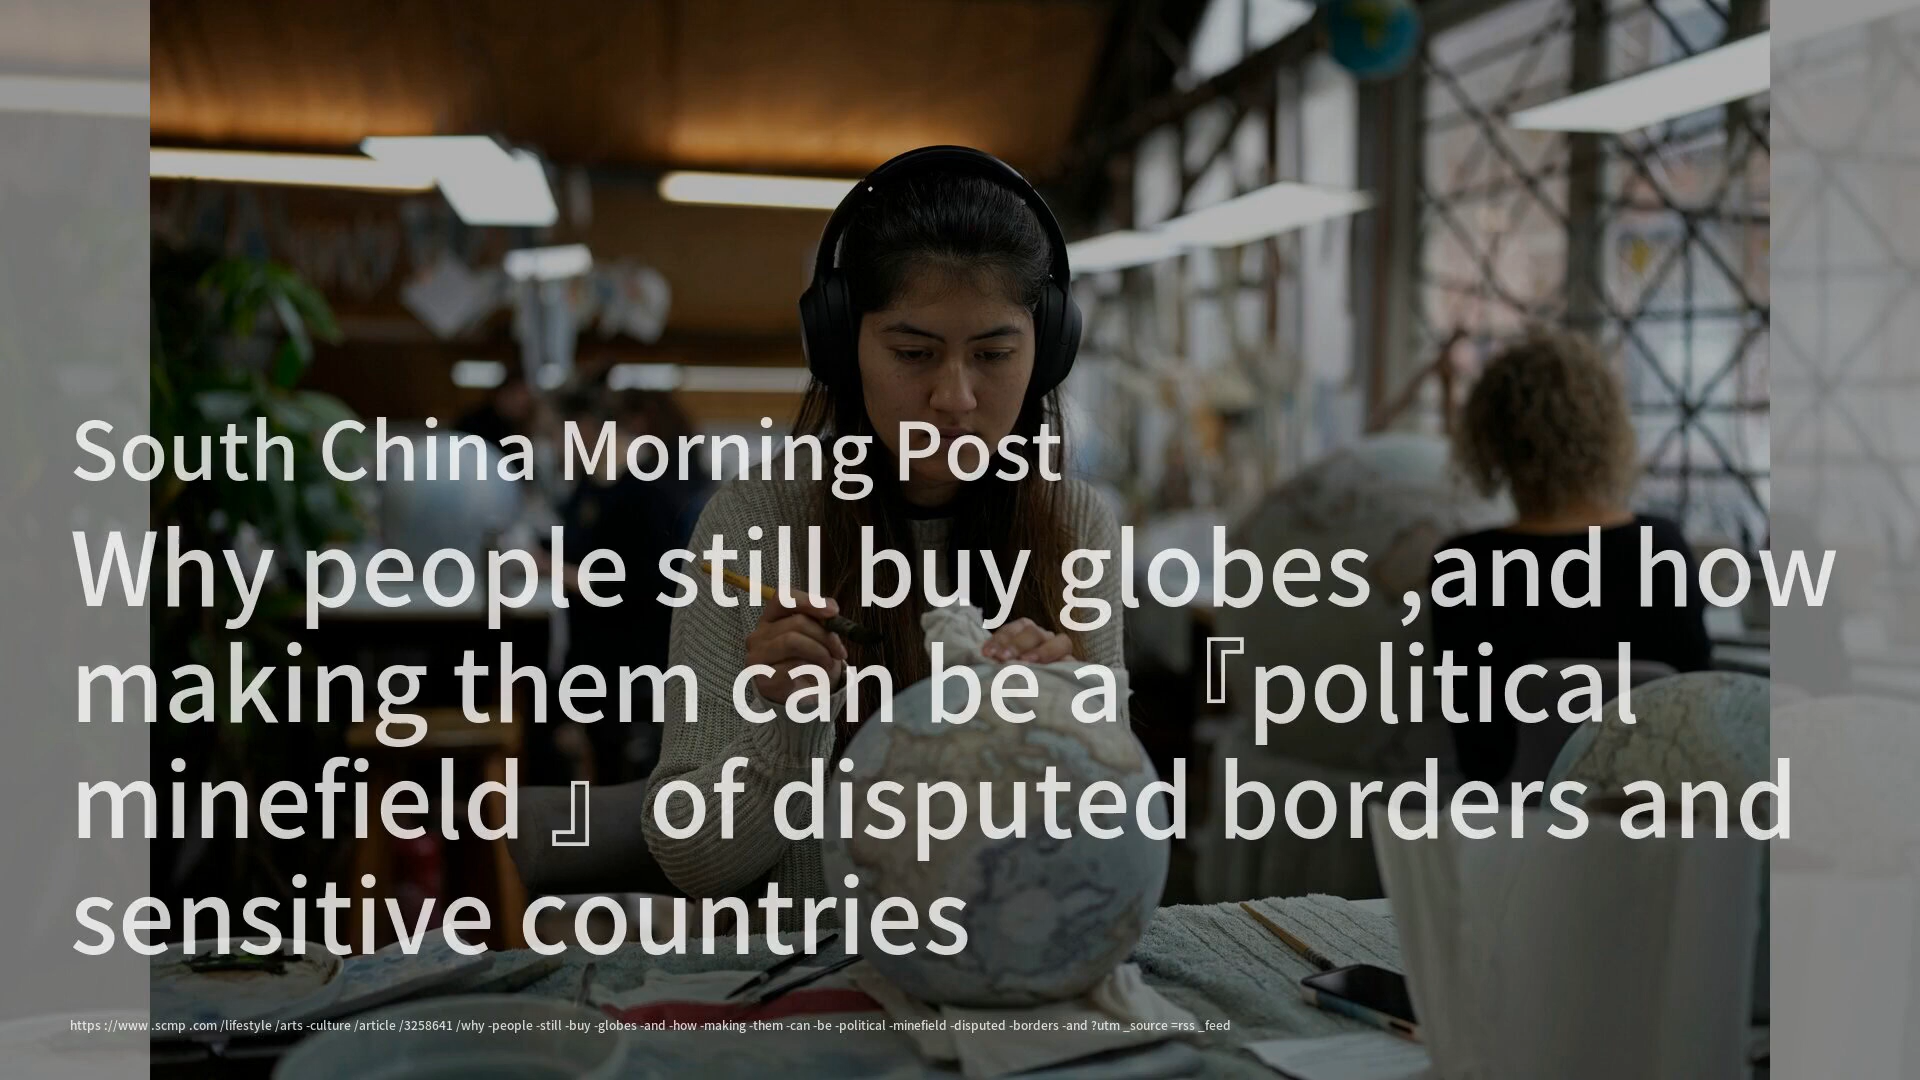 South China Morning Post
Why people still buy globes ,and how
making them can be a 『political
minefield 』 of disputed borders and
sensitive countries
https ://www .scmp .com /lifestyle /arts -culture /article /3258641 /why -people -still -buy -globes -and -how -making -them -can -be -political -minefield -disputed -borders -and ?utm _source =rss _feed